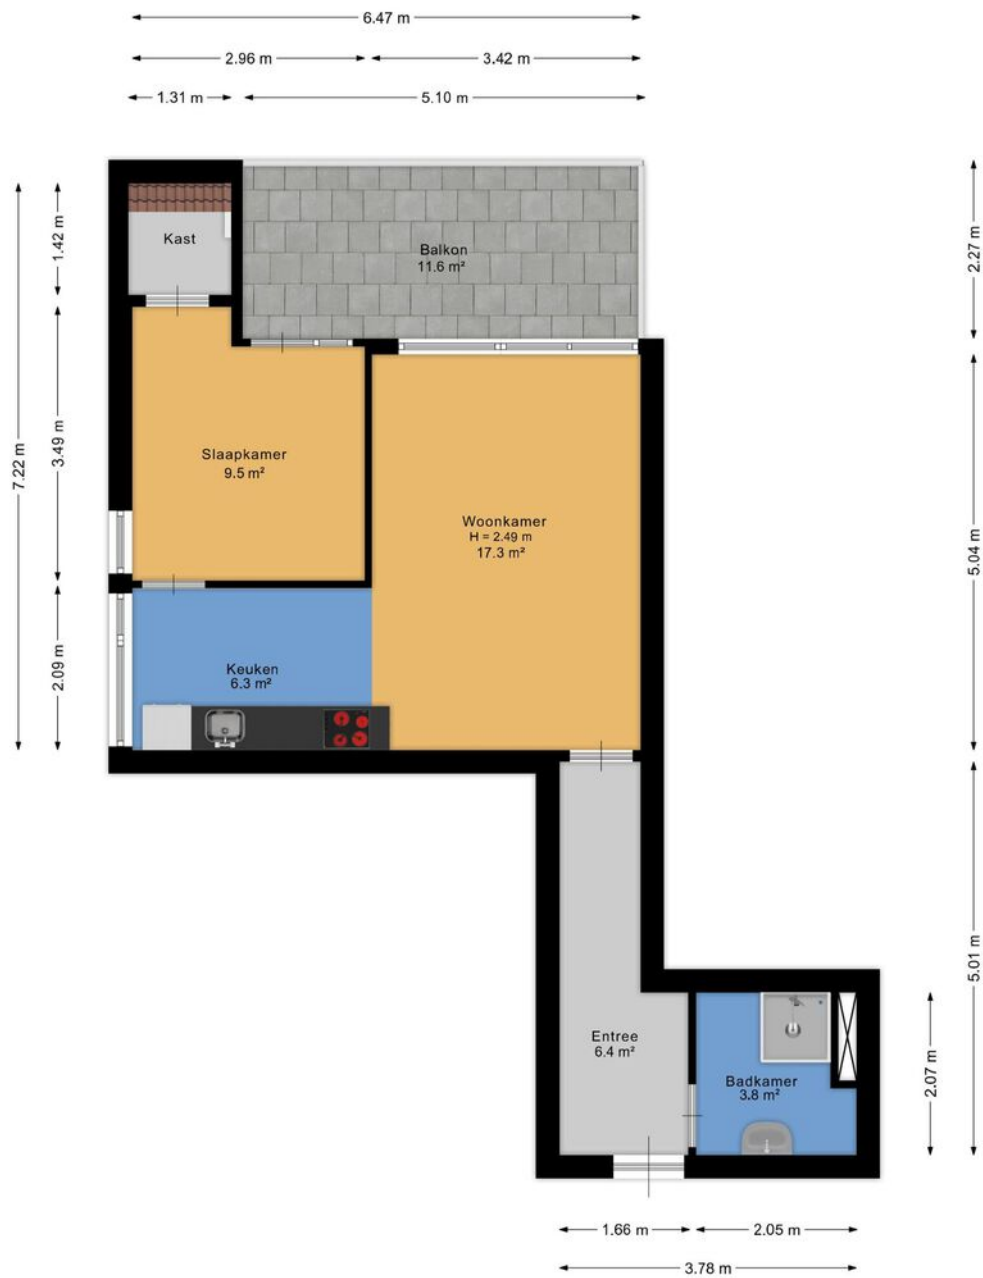 6.47 m
2.96 m
3.42 m
1.31 m
5.10 m
7.22 m
1.42 m
3.49 m
2.09 m
2.27 m
5.04 m
5.01 m
2.07 m
Kast
Balkon
11.6 m²
Slaapkamer
9.5 m²
Woonkamer
H = 2.49 m
17.3 m²
Keuken
6.3 m²
Entree
6.4 m²
Badkamer
3.8 m²
1.66 m
2.05 m
3.78 m